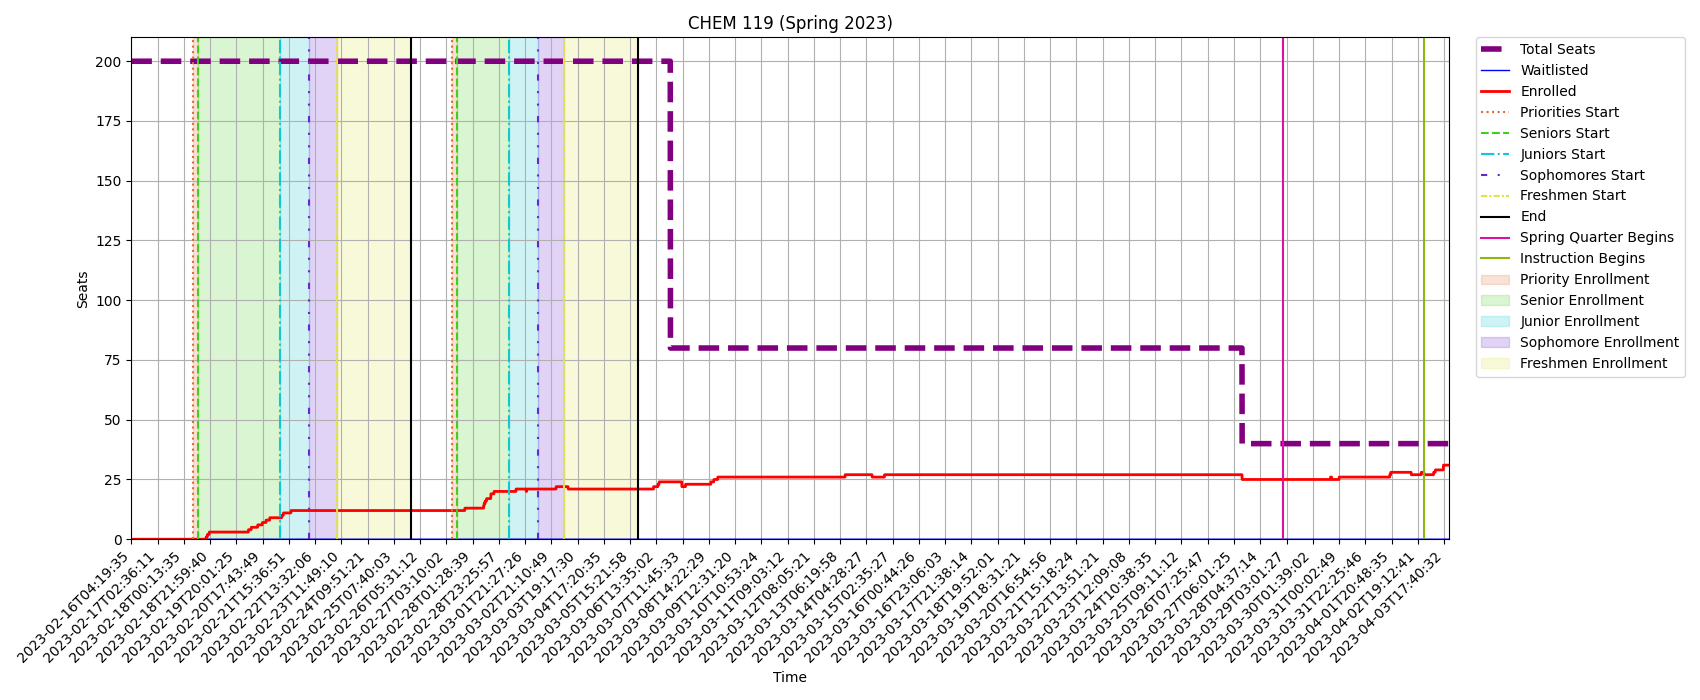 CHEM 119 (Spring 2023)
Seats
200
175
150
125
100
75
50
25
0
2023-02-16T04:19:35
2023-02-17T02:36:11
2023-02-18T00:13:35
2023-02-18T21:59:40
2023-02-19T20:01:25
2023-02-20T17:43:49
2023-02-21T15:36:51
2023-02-22T13:32:06
2023-02-23T11:49:10
2023-02-24T09:51:21
2023-02-25T07:40:03
2023-02-26T05:31:12
2023-02-27T03:10:02
2023-02-28T01:28:39
2023-02-28T23:25:57
2023-03-01T21:27:26
2023-03-02T21:10:49
2023-03-03T19:17:30
2023-03-04T17:20:35
2023-03-05T15:21:58
2023-03-06T13:35:02
2023-03-07T11:45:33
2023-03-08T14:22:29
2023-03-09T12:31:20
2023-03-10T10:53:24
2023-03-11T09:03:12
2023-03-12T08:05:21
2023-03-13T06:19:58
2023-03-14T04:28:27
2023-03-15T02:35:27
2023-03-16T00:44:26
2023-03-16T23:06:03
2023-03-17T21:38:14
2023-03-18T19:52:01
2023-03-19T18:31:21
2023-03-20T16:54:56
2023-03-21T15:18:24
2023-03-22T13:51:21
2023-03-23T12:09:08
2023-03-24T10:38:35
2023-03-25T09:11:12
2023-03-26T07:25:47
2023-03-27T06:01:25
2023-03-28T04:37:14
2023-03-29T03:01:27
2023-03-30T01:39:02
2023-03-31T00:02:49
2023-03-31T22:25:46
2023-04-01T20:48:35
2023-04-02T19:12:41
2023-04-03T17:40:32
Time
Total Seats
Waitlisted
Enrolled
Priorities Start
Seniors Start
Juniors Start
Sophomores Start
Freshmen Start
End
Spring Quarter Begins
Instruction Begins
Priority Enrollment
Senior Enrollment
Junior Enrollment
Sophomore Enrollment
Freshmen Enrollment